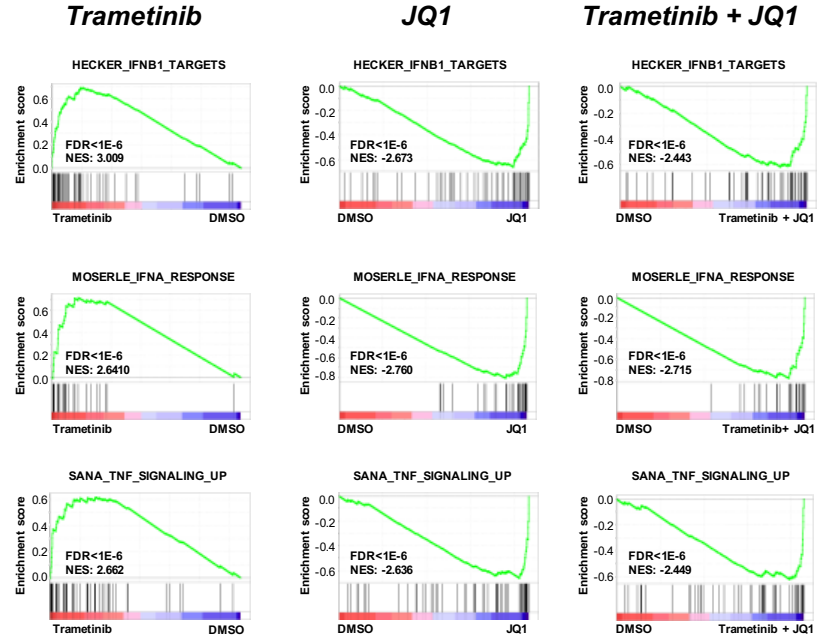 Trametinib JQ1 Trametinib + JQ1
HECKER_IFNB1_TARGETS HECKER_IFNB1_TARGETS HECKER_IFNB1_TARGETS
Enrichment score 0.6 0.4 0.2 0.0 FDR<1E-6 NES: 3.009
Trametinib DMSO
Enrichment score 0.0 -0.2 -0.4 -0.6 FDR<1E-6 NES: -2.673
DMSO JQ1
Enrichment score 0.0 -0.2 -0.4 -0.6 FDR<1E-6 NES: -2.443
DMSO Trametinib + JQ1
MOSERLE_IFNA_RESPONSE MOSERLE_IFNA_RESPONSE MOSERLE_IFNA_RESPONSE
Enrichment score 0.6 0.4 0.2 0.0 FDR<1E-6 NES: 2.6410
Trametinib DMSO
Enrichment score 0.0 -0.2 -0.4 -0.6 -0.8 FDR<1E-6 NES: -2.760
DMSO JQ1
Enrichment score 0.0 -0.2 -0.4 -0.6 -0.8 FDR<1E-6 NES: -2.715
DMSO Trametinib+ JQ1
SANA_TNF_SIGNALING_UP SANA_TNF_SIGNALING_UP SANA_TNF_SIGNALING_UP
Enrichment score 0.6 0.4 0.2 0.0 FDR<1E-6 NES: 2.662
Trametinib DMSO
Enrichment score 0.0 -0.2 -0.4 -0.6 FDR<1E-6 NES: -2.636
DMSO JQ1
Enrichment score 0.0 -0.2 -0.4 -0.6 FDR<1E-6 NES: -2.449
DMSO Trametinib + JQ1